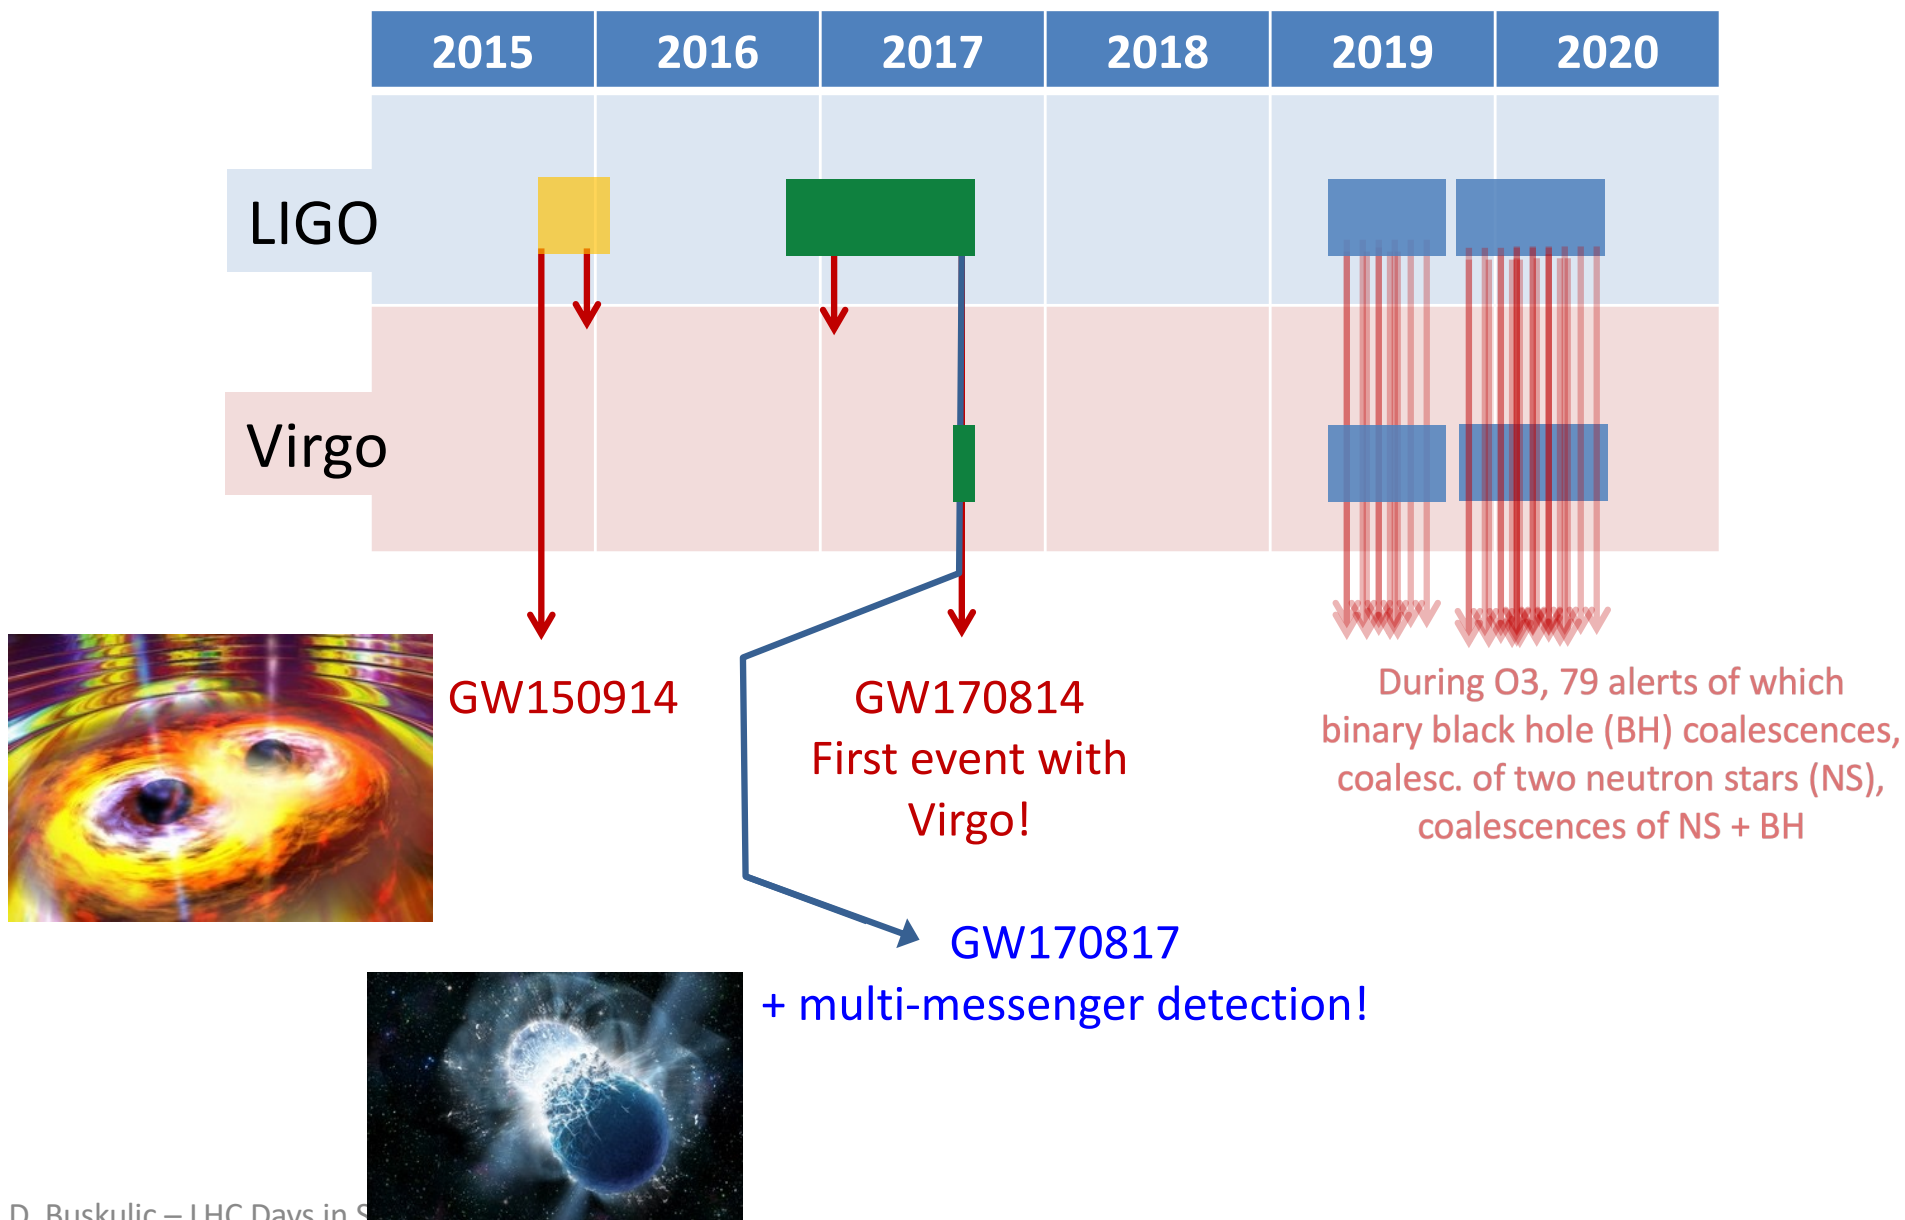 2015 2016 2017 2018 2019 2020
LIGO
Virgo
GW150914
GW170814
First event with
Virgo!
During O3, 79 alerts of which
binary black hole (BH) coalescences,
coalesc. of two neutron stars (NS),
coalescences of NS + BH
GW170817
+ multi-messenger detection!
D. Buskulic – LHC Days in